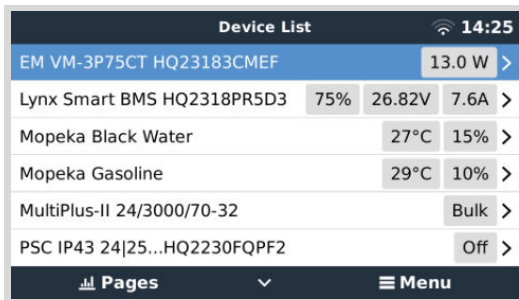 Device List 14:25
EM VM-3P75CT HQ23183CMEF 13.0 W >
Lynx Smart BMS HQ2318PR5D3 75% 26.82V 7.6A >
Mopeka Black Water 27°C 15% >
Mopeka Gasoline 29°C 10% >
MultiPlus-II 24/3000/70-32 Bulk >
PSC IP43 24|25...HQ2230FQPF2 Off >
Pages Menu